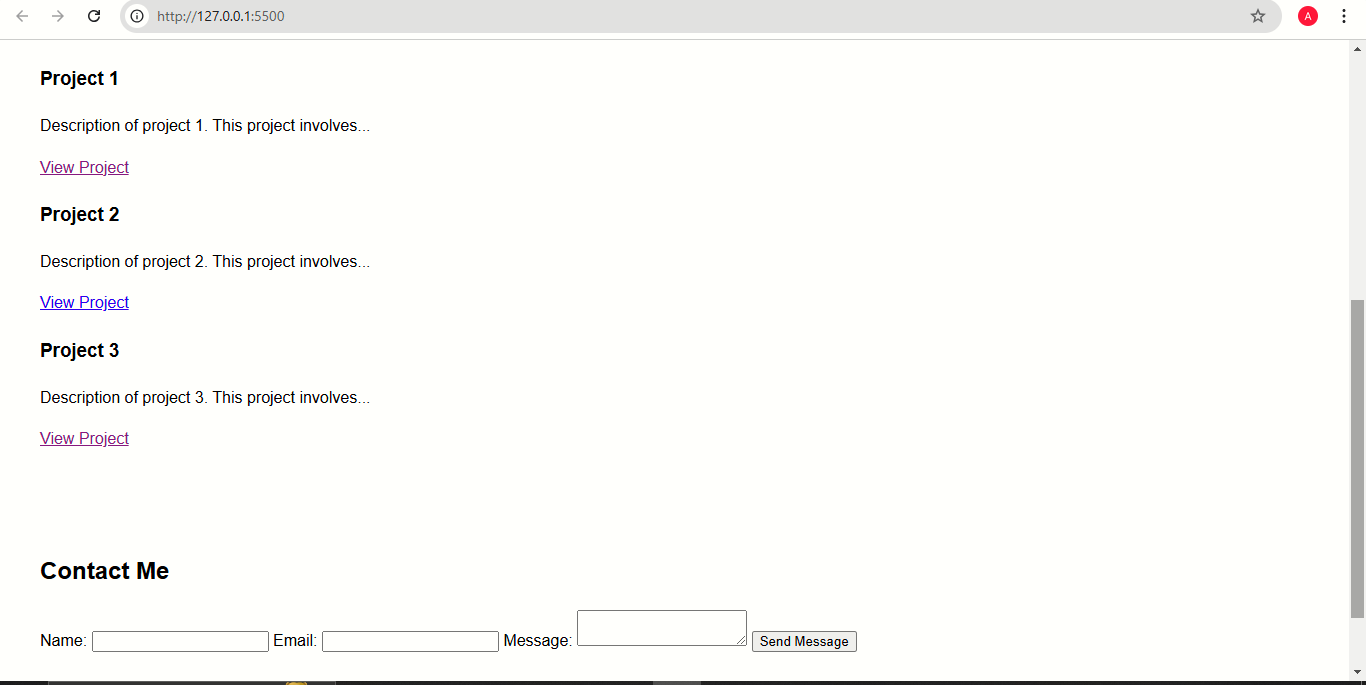 http://127.0.0.1:5500
A
Project 1
Description of project 1. This project involves...
View Project
Project 2
Description of project 2. This project involves...
View Project
Project 3
Description of project 3. This project involves...
View Project
Contact Me
Name: Email: Message: Send Message